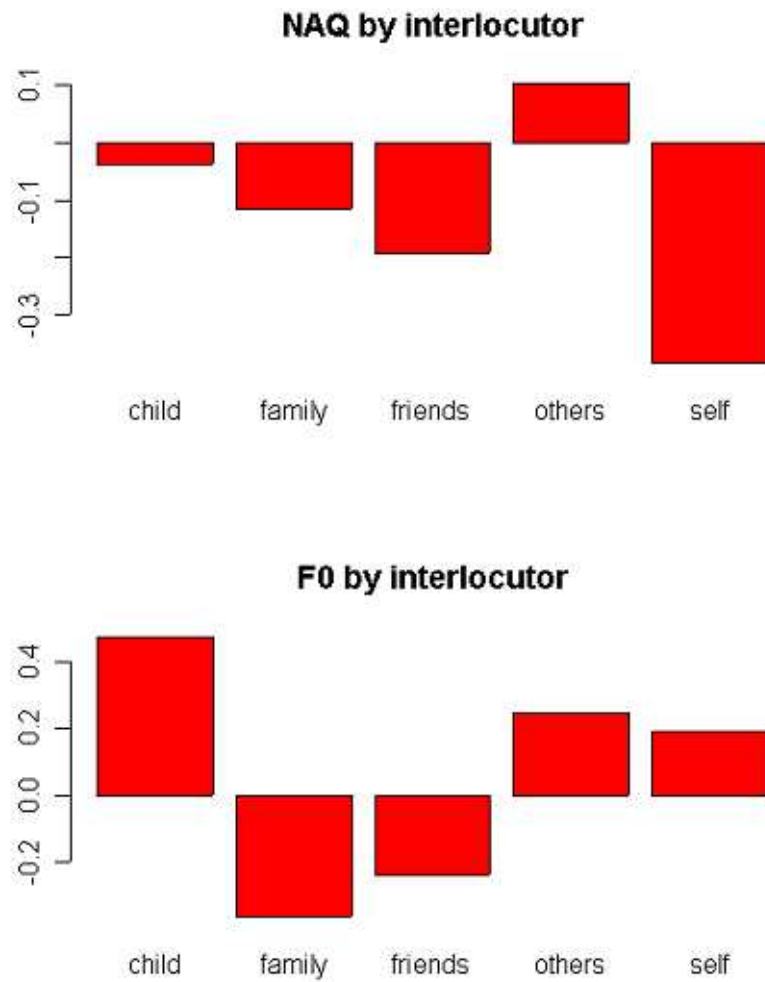 NAQ by interlocutor
0.1
-0.1
-0.3
child family friends others self
F0 by interlocutor
0.4
0.2
0.0
-0.2
child family friends others self